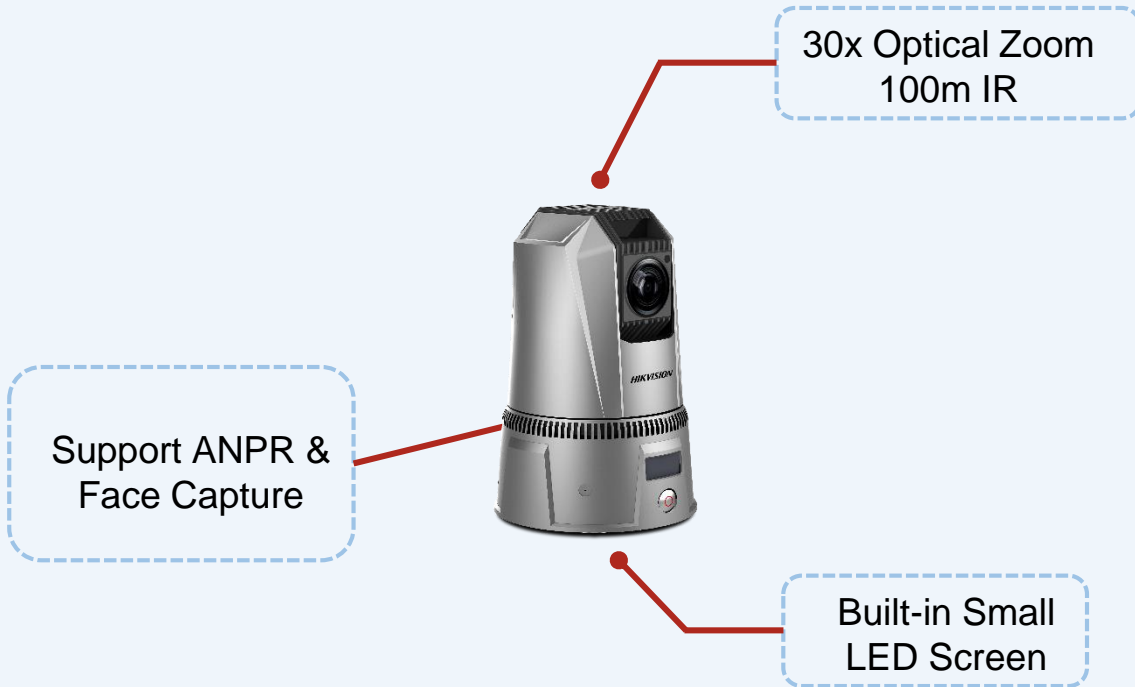 30x Optical Zoom
100m IR
HIKVISION
Support ANPR &
Face Capture
Built-in Small
LED Screen